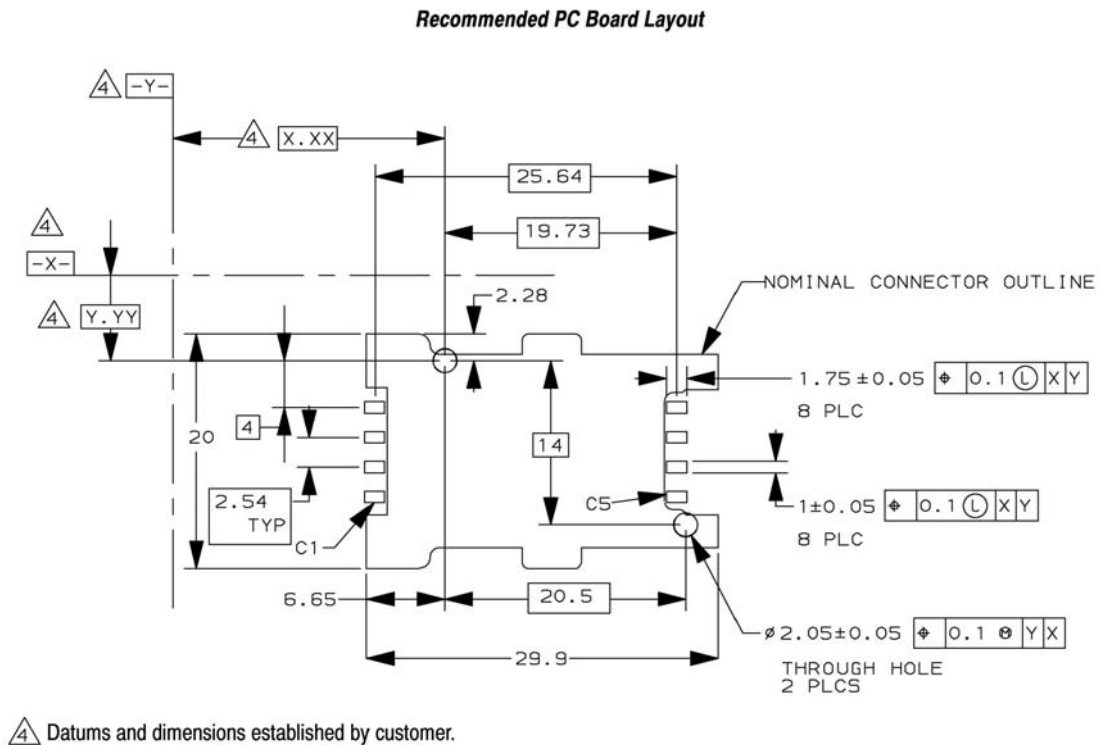 Recommended PC Board Layout
4 -Y-
4 X.XX
25.64
4
19.73
-X-
2.28
NOMINAL CONNECTOR OUTLINE
4 Y.YY
1.75±0.05 ⌖ 0.1 Ⓛ X Y
8 PLC
4
20
14
2.54
TYP
C5
1±0.05 ⌖ 0.1 Ⓛ X Y
8 PLC
C1
6.65
20.5
⌀2.05±0.05 ⌖ 0.1 Ⓜ Y X
29.9
THROUGH HOLE
2 PLCS
4 Datums and dimensions established by customer.